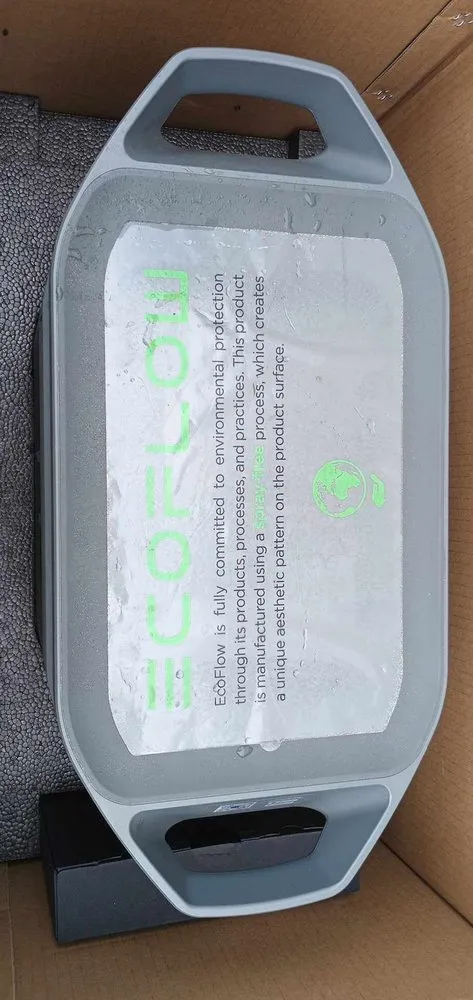 ECOFLOW
EcoFlow is fully committed to environmental protection
through its products, processes, and practices. This product
is manufactured using a spray-free process, which creates
a unique aesthetic pattern on the product surface.